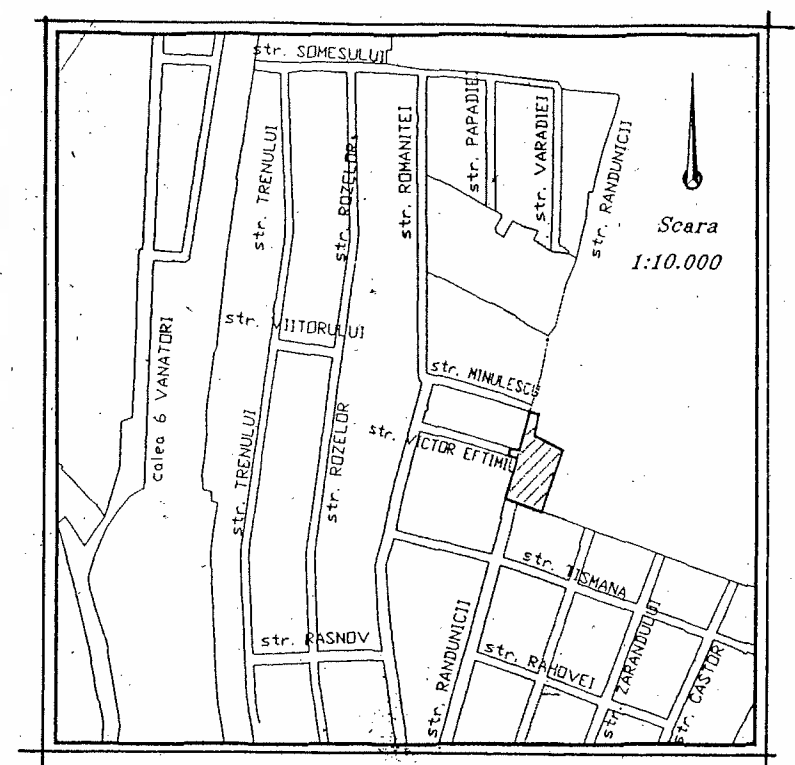 str. SOMESULUI
str. TRENULUI
str. ROZELOR
str. ROMANITEI
str. PAPADIEI
str. VARADIEI
str. RANDUNICII
Scara
1:10.000
calea 6 VANATORI
str. VIITORULUI
str. MINULESCU
str. TRENULUI
str. ROZELOR
str. VICTOR EFTIMIU
str. TISMANA
str. RASNOV
str. RANDUNICII
str. RAHOVEI
str. ZARANDULUI
str. CASTOR